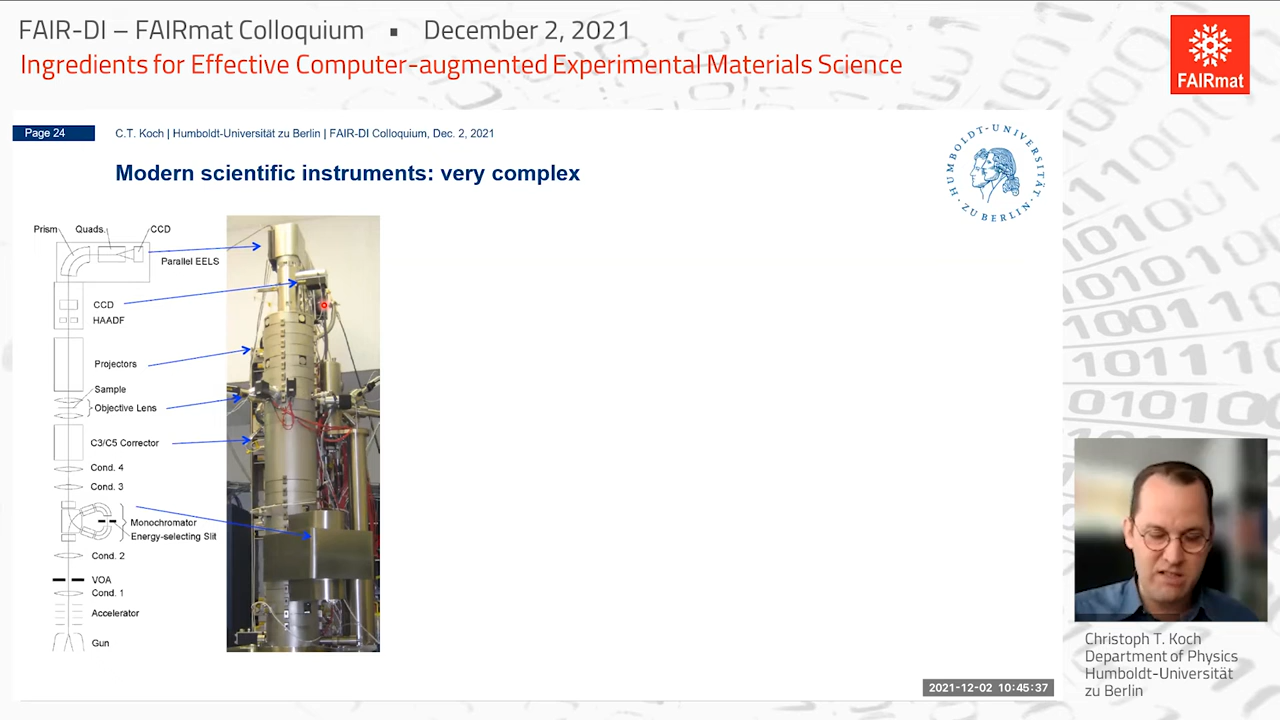 FAIR-DI – FAIRmat Colloquium ▪ December 2, 2021
Ingredients for Effective Computer-augmented Experimental Materials Science
FAIRmat
Page 24
C.T. Koch | Humboldt-Universität zu Berlin | FAIR-DI Colloquium, Dec. 2, 2021
HUMBOLDT-UNIVERSITÄT
ZU BERLIN
Modern scientific instruments: very complex
Prism Quads. CCD
Parallel EELS
CCD
HAADF
Projectors
Sample
Objective Lens
C3/C5 Corrector
Cond. 4
Cond. 3
Monochromator
Energy-selecting Slit
Cond. 2
VOA
Cond. 1
Accelerator
Gun
Christoph T. Koch
Department of Physics
Humboldt-Universität
zu Berlin
2021-12-02 10:45:37